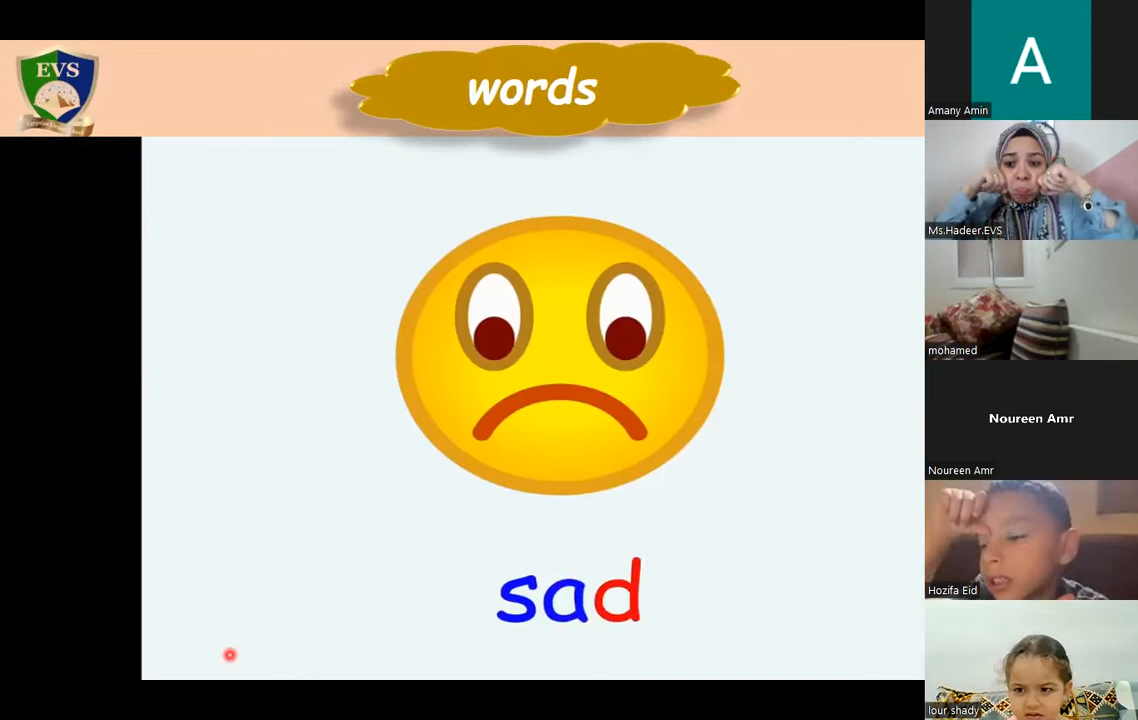 EVS
words
sad
A
Amany Amin
Ms.Hadeer.EVS
mohamed
Noureen Amr
Noureen Amr
Hozifa Eid
lour shady